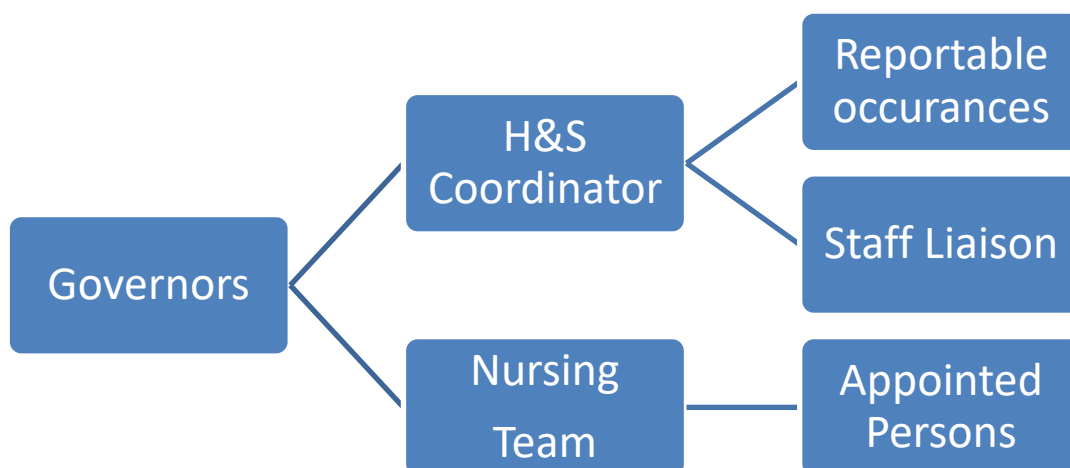 Governors
H&S
Coordinator
Nursing
Team
Reportable
occurances
Staff Liaison
Appointed
Persons